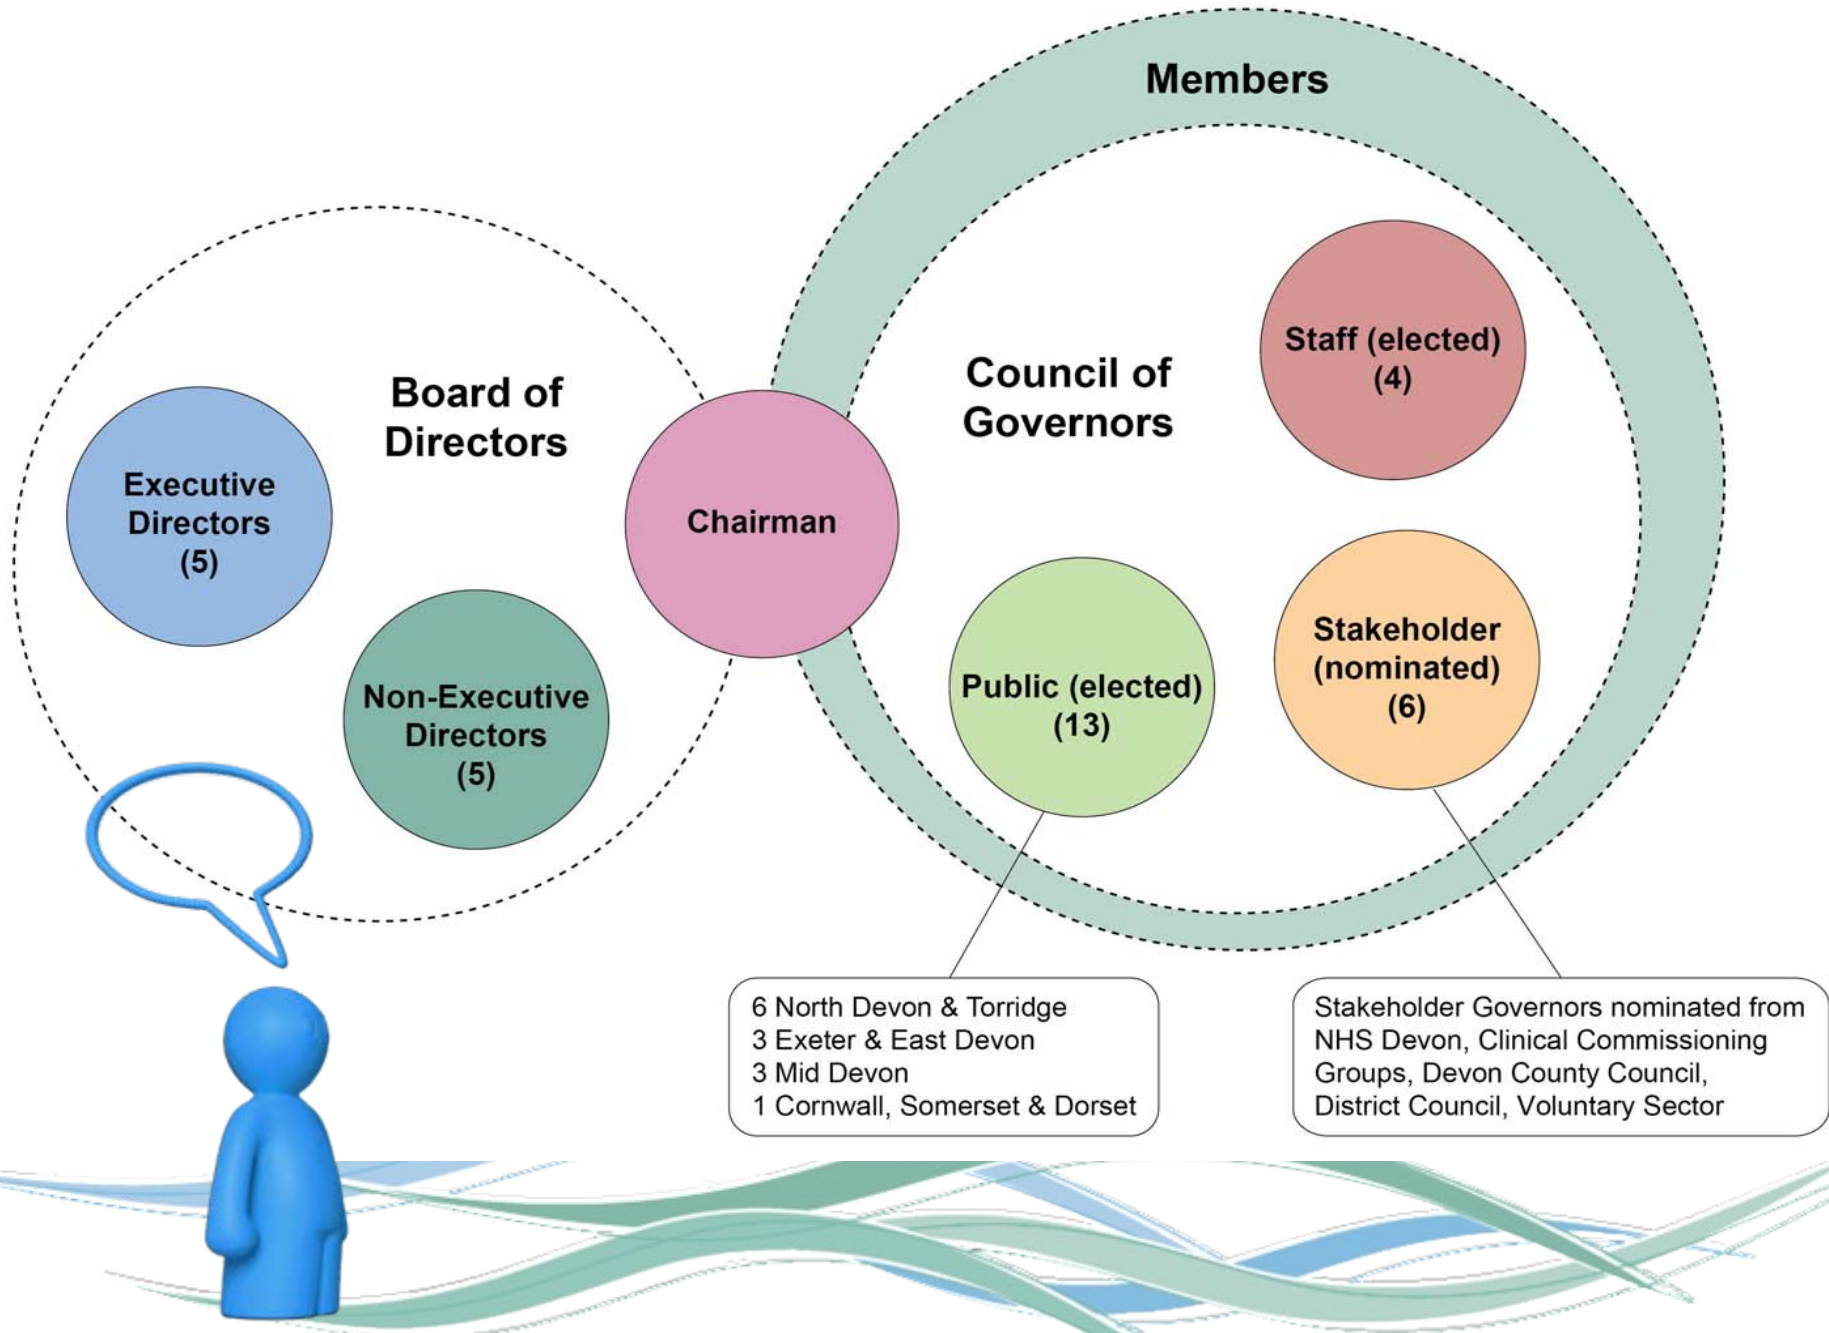 Members
Board of
Directors
Executive
Directors
(5)
Non-Executive
Directors
(5)
Chairman
Council of
Governors
Staff (elected)
(4)
Public (elected)
(13)
Stakeholder
(nominated)
(6)
6 North Devon & Torridge
3 Exeter & East Devon
3 Mid Devon
1 Cornwall, Somerset & Dorset
Stakeholder Governors nominated from
NHS Devon, Clinical Commissioning
Groups, Devon County Council,
District Council, Voluntary Sector